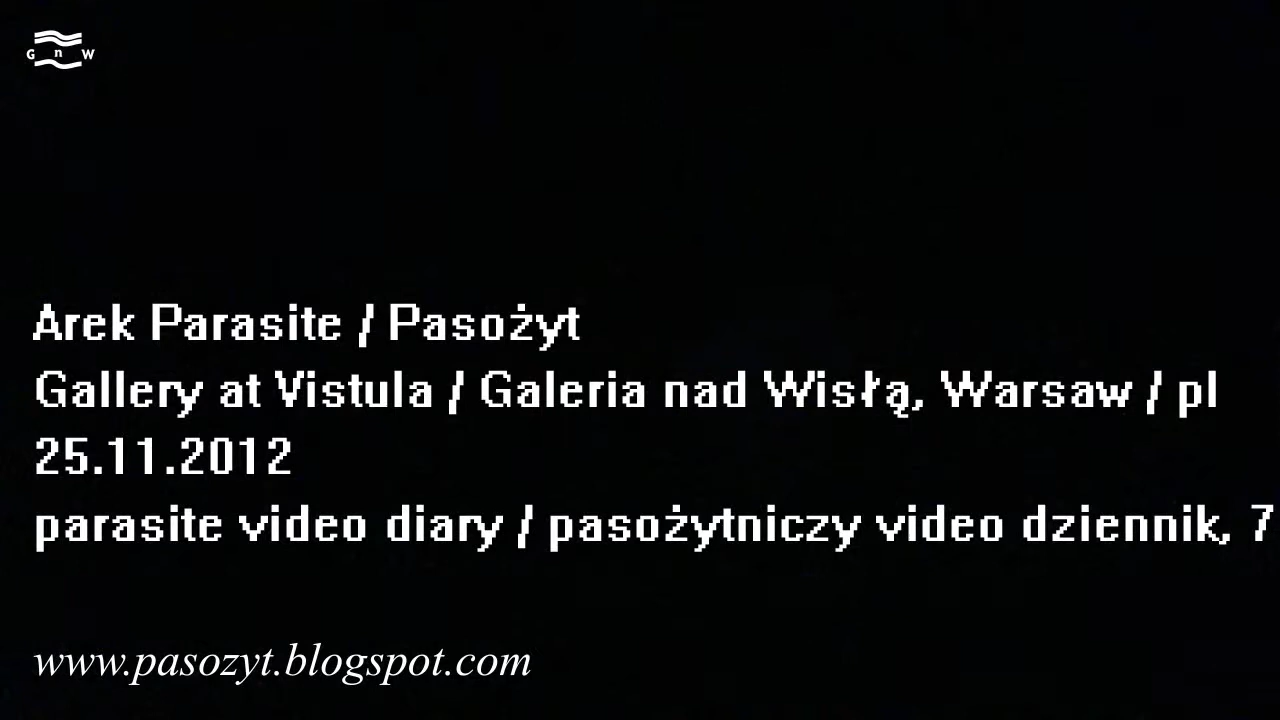 G n W
Arek Parasite / Pasożyt
Gallery at Vistula / Galeria nad Wisłą, Warsaw / pl
25.11.2012
parasite video diary / pasożytniczy video dziennik, 7
www.pasozyt.blogspot.com